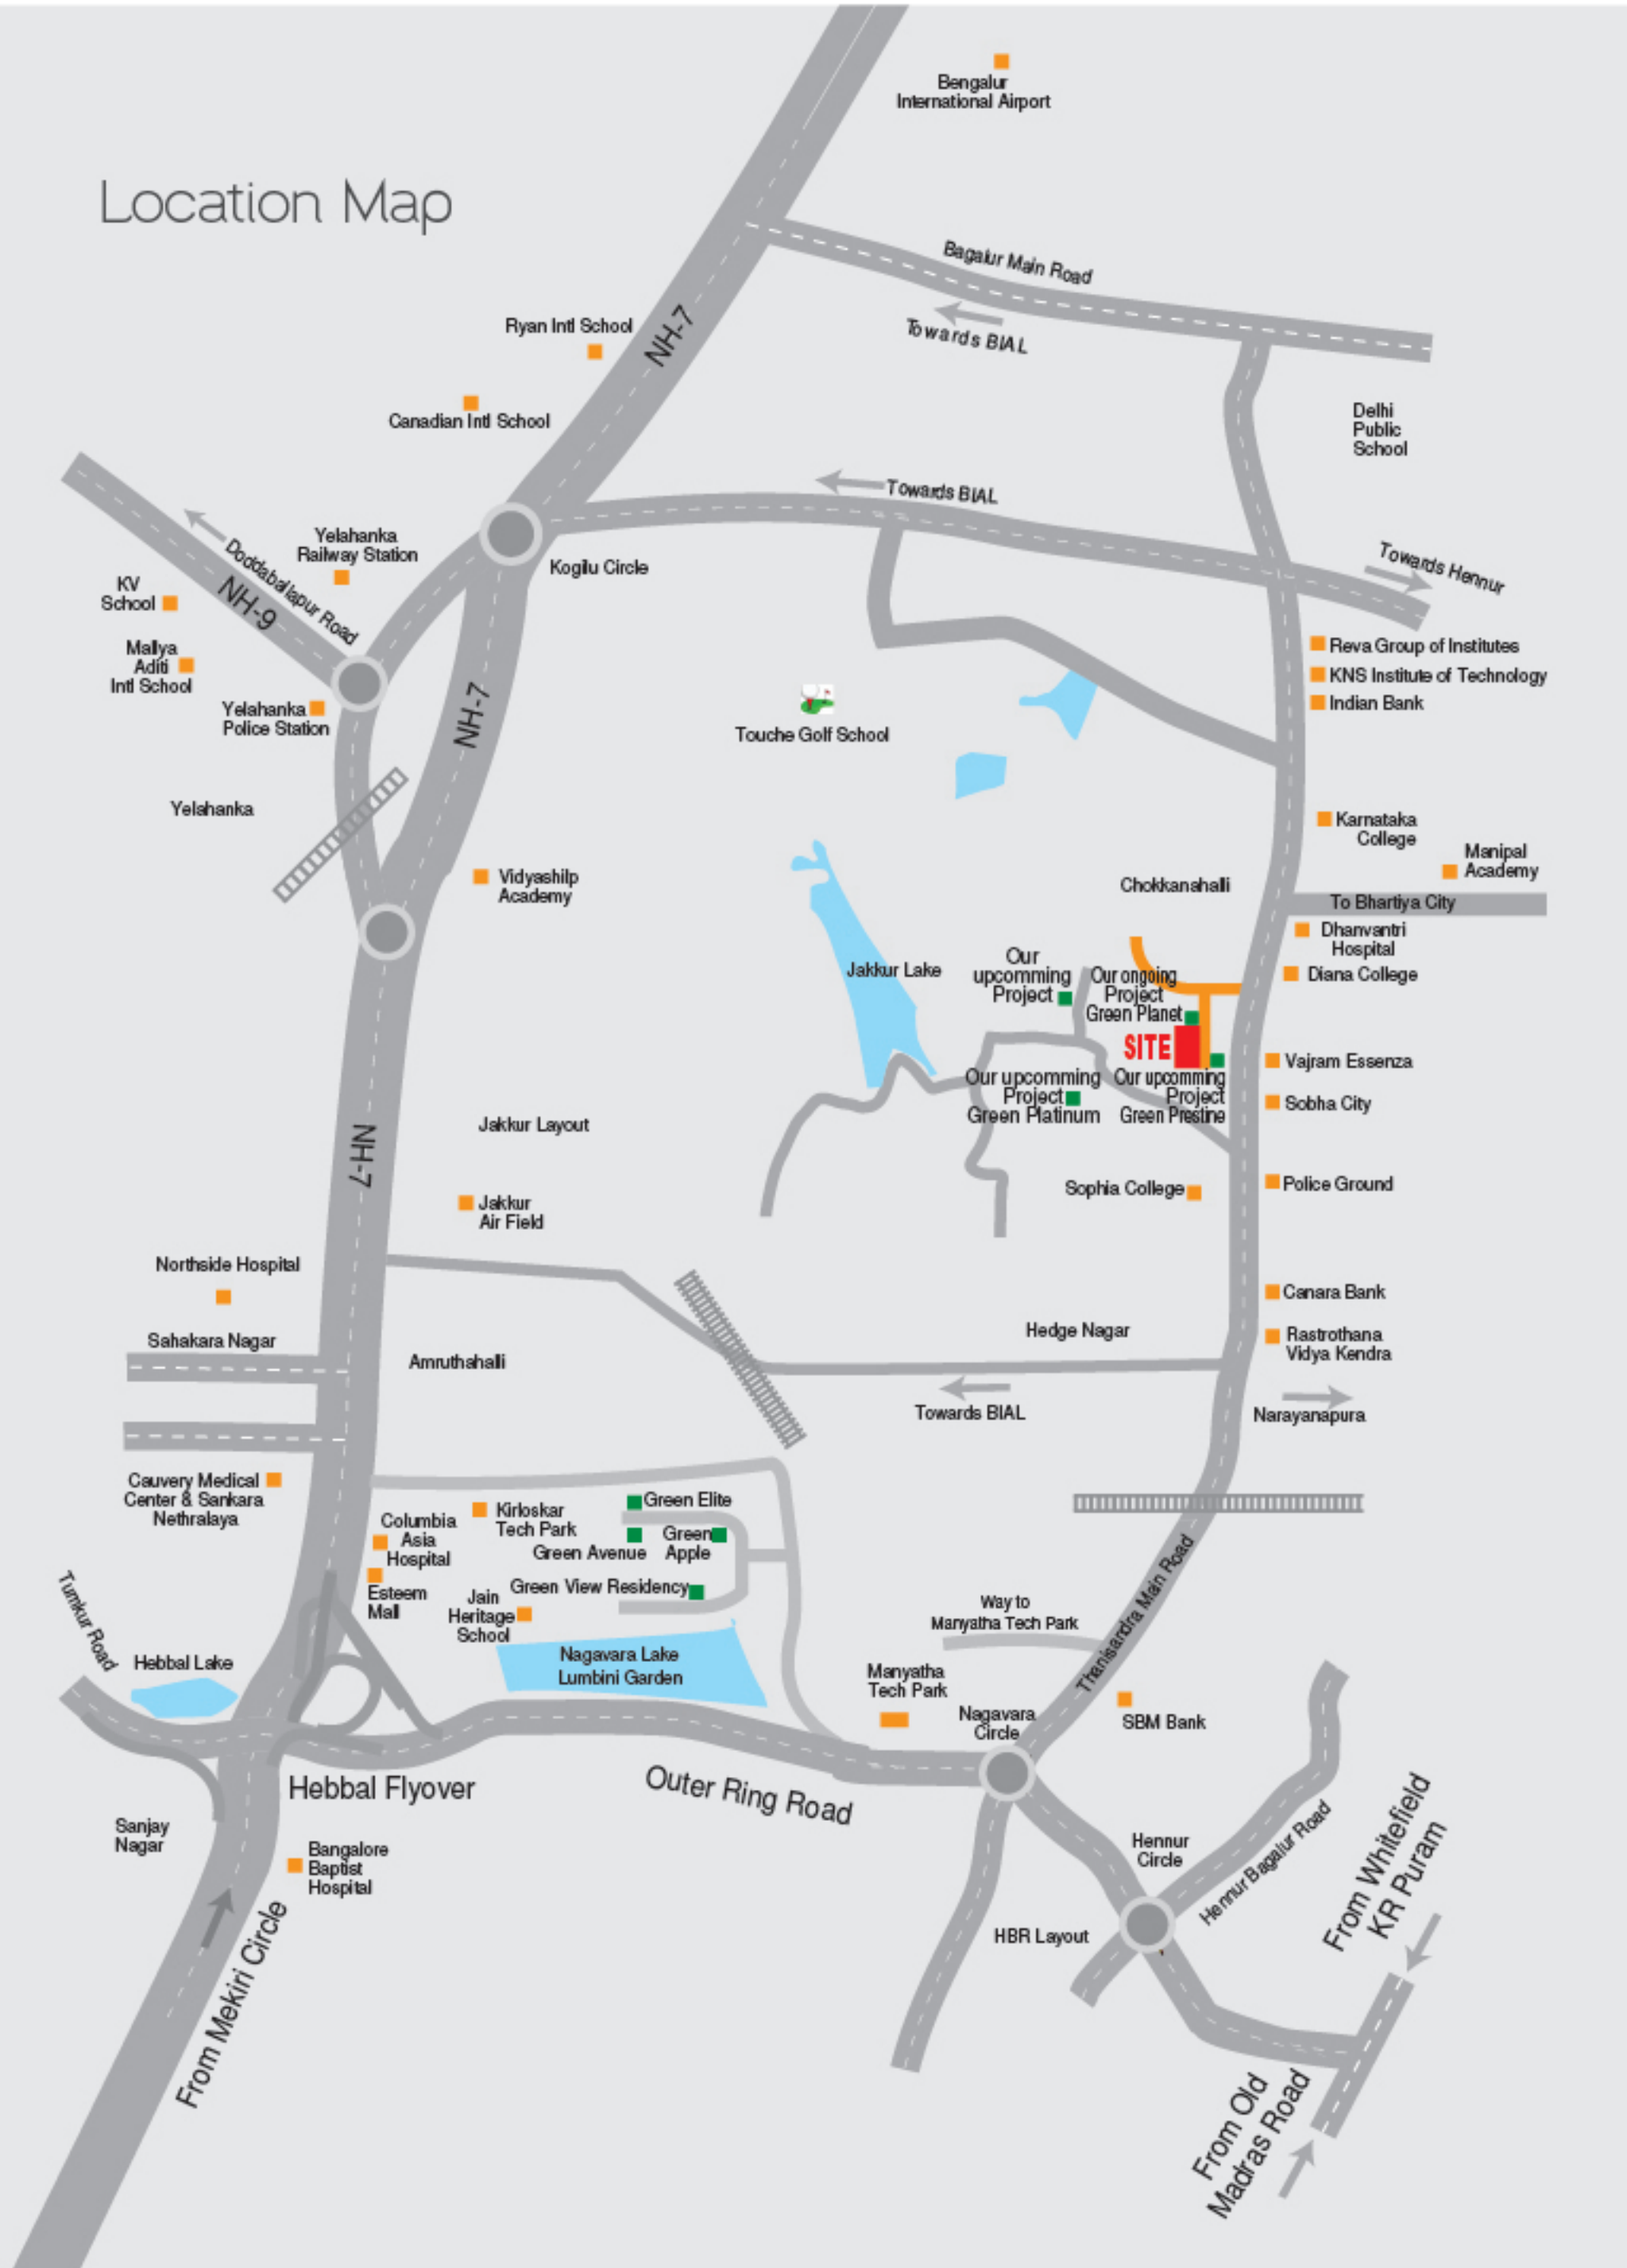 Bengalur
International Airport
Location Map
Bagalur Main Road
Towards BIAL
NH-7
Ryan Intl School
Canadian Intl School
Delhi
Public
School
Towards BIAL
Kogilu Circle
Towards Hennur
Yelahanka
Railway Station
Doddaballapur Road
NH-9
KV
School
Mallya
Aditi
Intl School
Yelahanka
Police Station
NH-7
Touche Golf School
Reva Group of Institutes
KNS Institute of Technology
Indian Bank
Yelahanka
Karnataka
College
Manipal
Academy
Vidyashilp
Academy
Chokkanahalli
To Bhartiya City
Dhanvantri
Hospital
Diana College
Jakkur Lake
Our
upcomming
Project
Our ongoing
Project
Green Planet
SITE
Vajram Essenza
Our upcomming
Project
Green Platinum
Our upcomming
Project
Green Prestine
Sobha City
NH-7
Jakkur Layout
Sophia College
Police Ground
Jakkur
Air Field
Northside Hospital
Canara Bank
Sahakara Nagar
Amruthahalli
Hedge Nagar
Rastrothana
Vidya Kendra
Towards BIAL
Narayanapura
Cauvery Medical
Center & Sankara
Nethralaya
Columbia
Asia
Hospital
Kirloskar
Tech Park
Green Elite
Green Avenue
Green
Apple
Esteem
Mall
Jain
Heritage
School
Green View Residency
Thanisandra Main Road
Way to
Manyatha Tech Park
Tumkur Road
Hebbal Lake
Nagavara Lake
Lumbini Garden
Manyatha
Tech Park
Nagavara
Circle
SBM Bank
Hebbal Flyover
Outer Ring Road
Sanjay
Nagar
Bangalore
Baptist
Hospital
Hennur
Circle
Hennur Bagalur Road
From Whitefield
KR Puram
From Mekiri Circle
HBR Layout
From Old
Madras Road